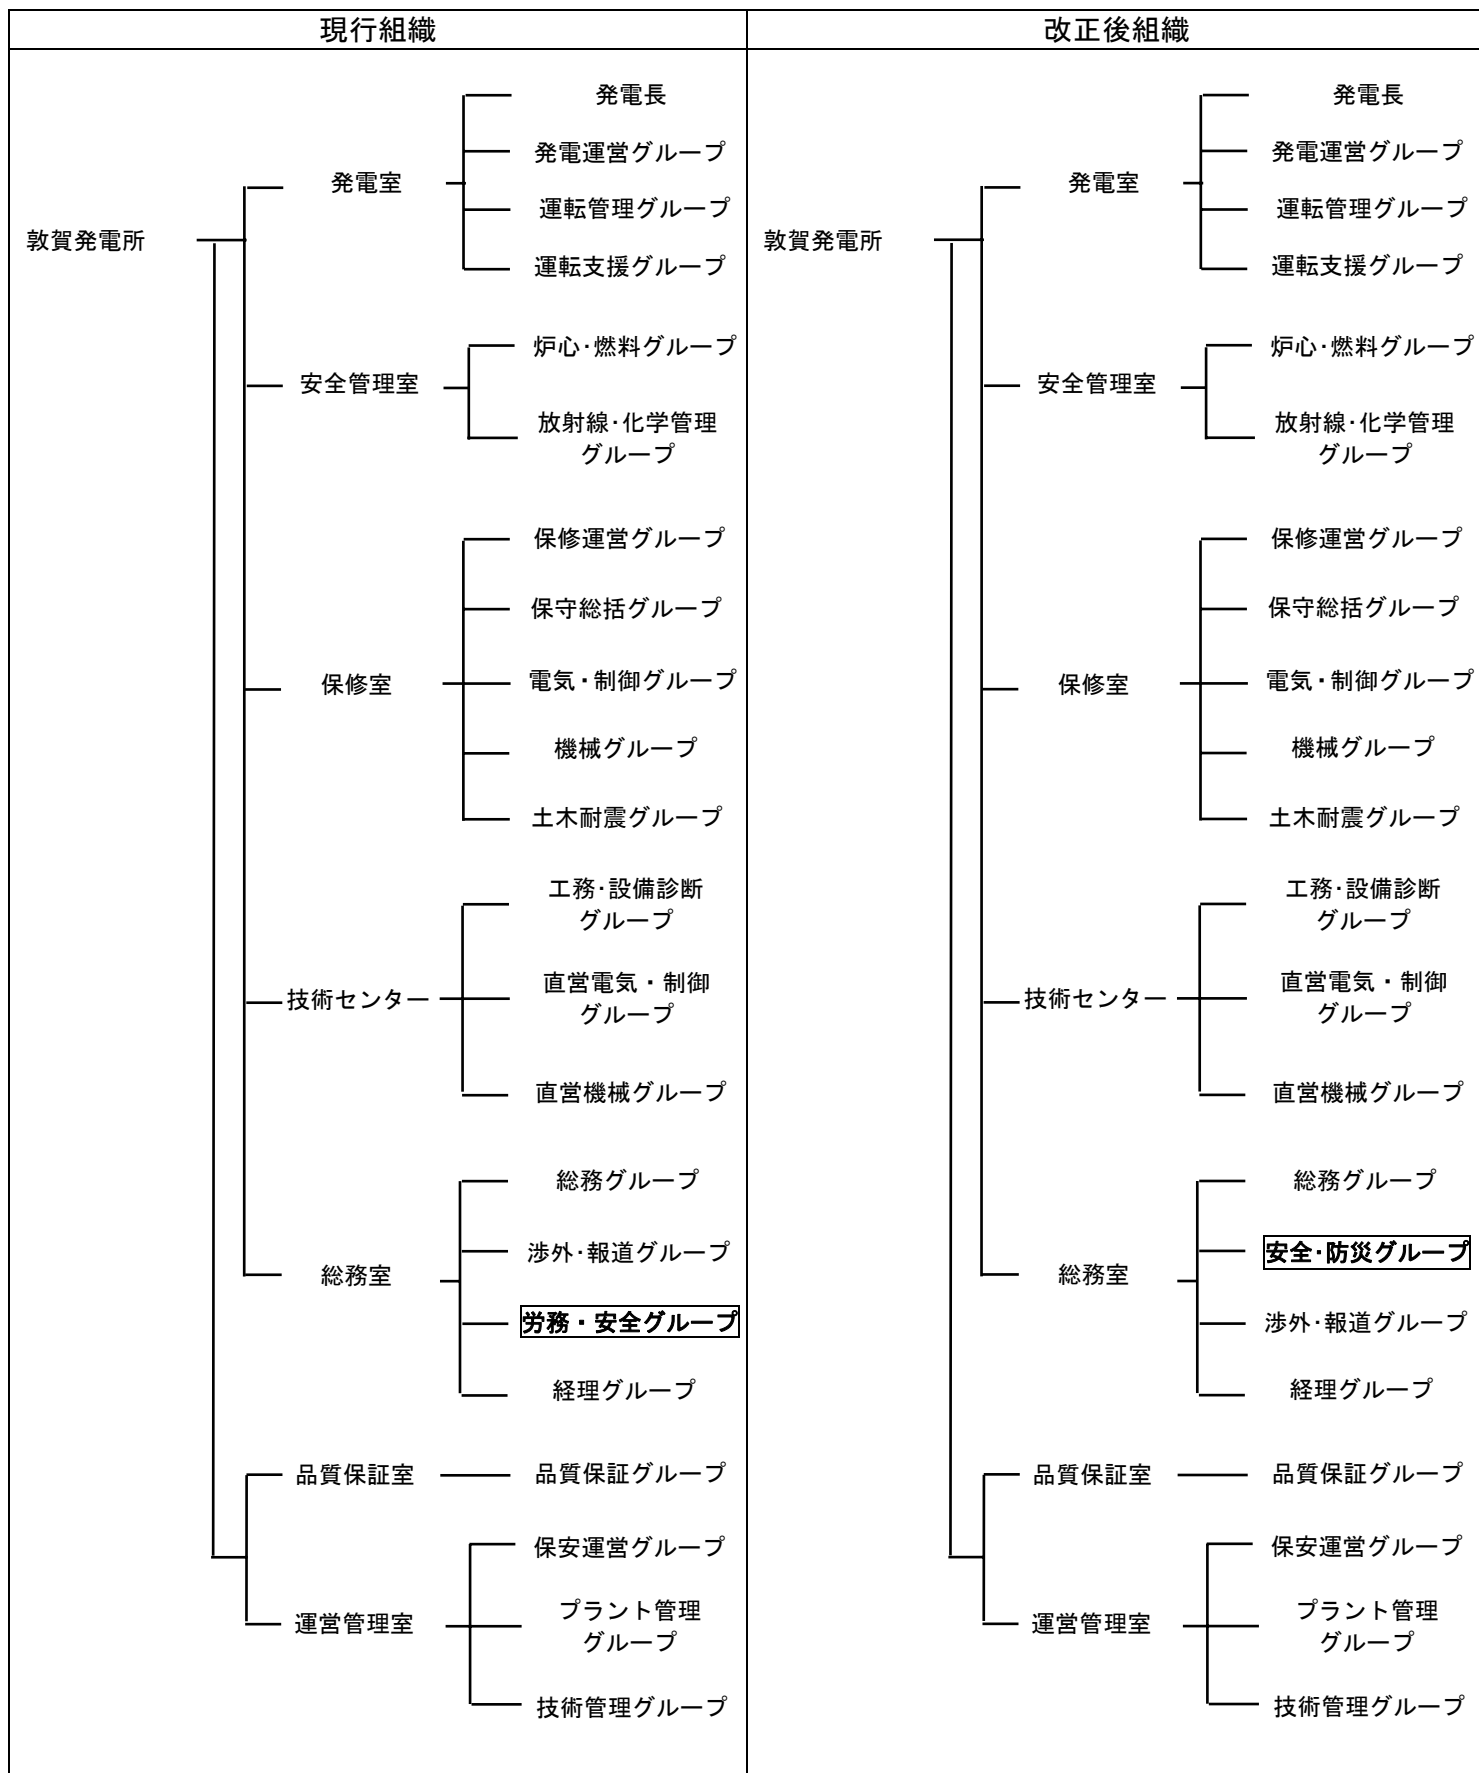 現行組織
敦賀発電所
発電室
発電長
発電運営グループ
運転管理グループ
運転支援グループ
安全管理室
炉心･燃料グループ
放射線･化学管理
グループ
保修室
保修運営グループ
保守総括グループ
電気・制御グループ
機械グループ
土木耐震グループ
技術センター
工務･設備診断
グループ
直営電気・制御
グループ
直営機械グループ
総務室
総務グループ
渉外･報道グループ
労務・安全グループ
経理グループ
品質保証室
品質保証グループ
運営管理室
保安運営グループ
プラント管理
グループ
技術管理グループ
改正後組織
敦賀発電所
発電室
発電長
発電運営グループ
運転管理グループ
運転支援グループ
安全管理室
炉心･燃料グループ
放射線･化学管理
グループ
保修室
保修運営グループ
保守総括グループ
電気・制御グループ
機械グループ
土木耐震グループ
技術センター
工務･設備診断
グループ
直営電気・制御
グループ
直営機械グループ
総務室
総務グループ
安全･防災グループ
渉外･報道グループ
経理グループ
品質保証室
品質保証グループ
運営管理室
保安運営グループ
プラント管理
グループ
技術管理グループ